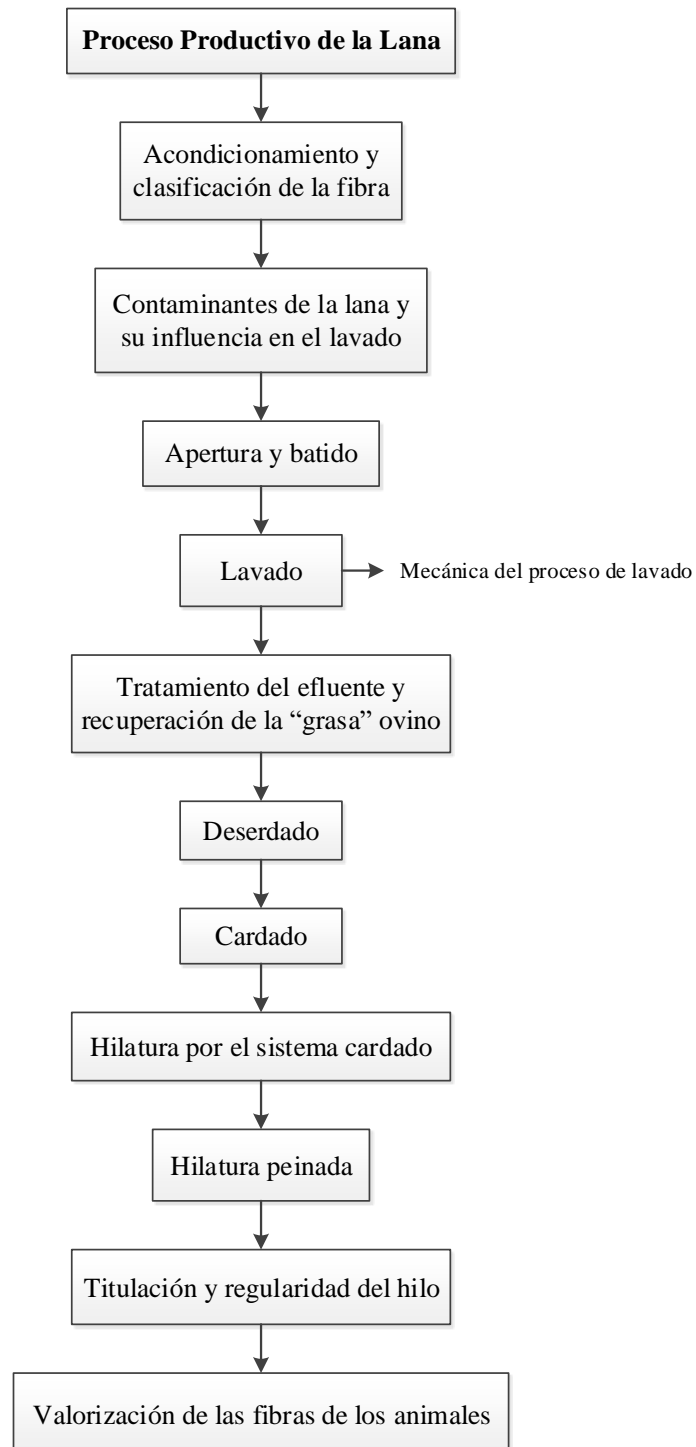 Proceso Productivo de la Lana
Acondicionamiento y
clasificación de la fibra
Contaminantes de la lana y
su influencia en el lavado
Apertura y batido
Lavado
Mecánica del proceso de lavado
Tratamiento del efluente y
recuperación de la “grasa” ovino
Deserdado
Cardado
Hilatura por el sistema cardado
Hilatura peinada
Titulación y regularidad del hilo
Valorización de las fibras de los animales